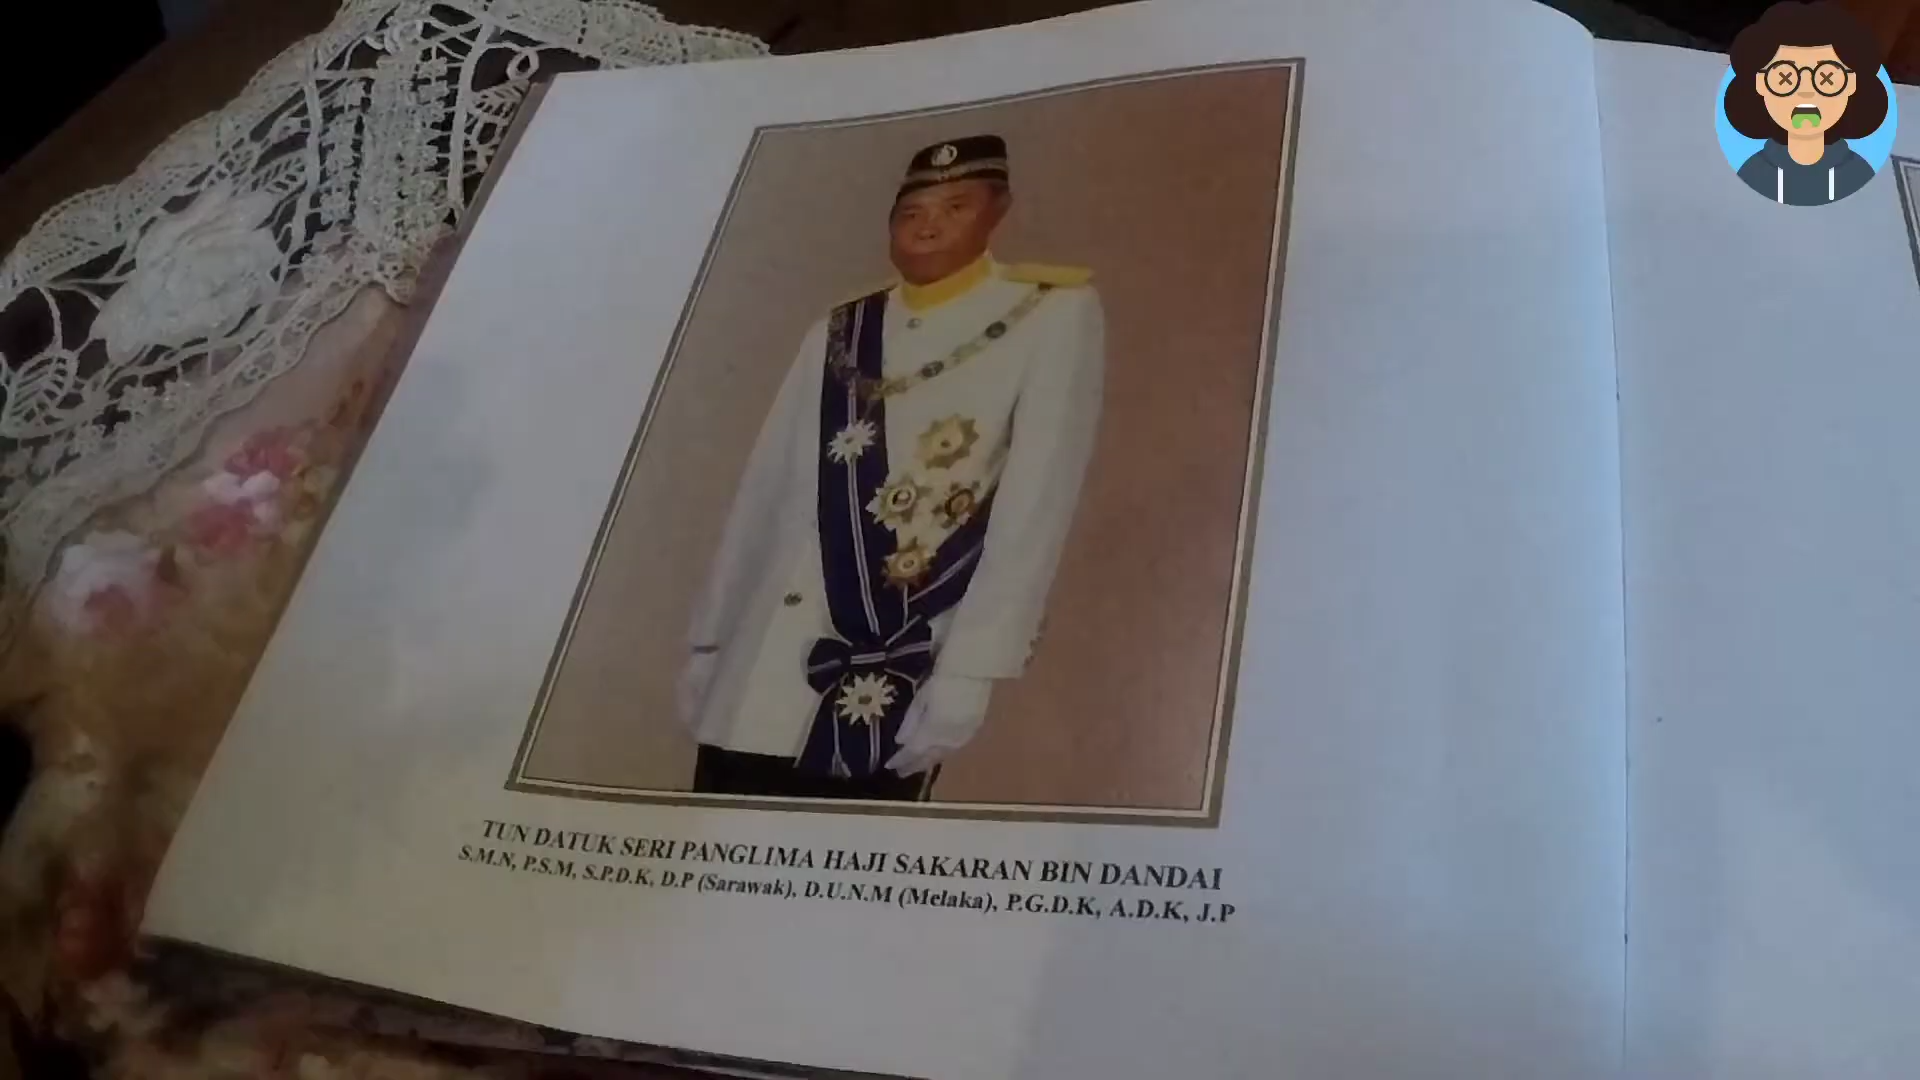 TUN DATUK SERI PANGLIMA HAJI SAKARAN BIN DANDAI
S.M.N, P.S.M, S.P.D.K, D.P (Sarawak), D.U.N.M (Melaka), P.G.D.K, A.D.K, J.P